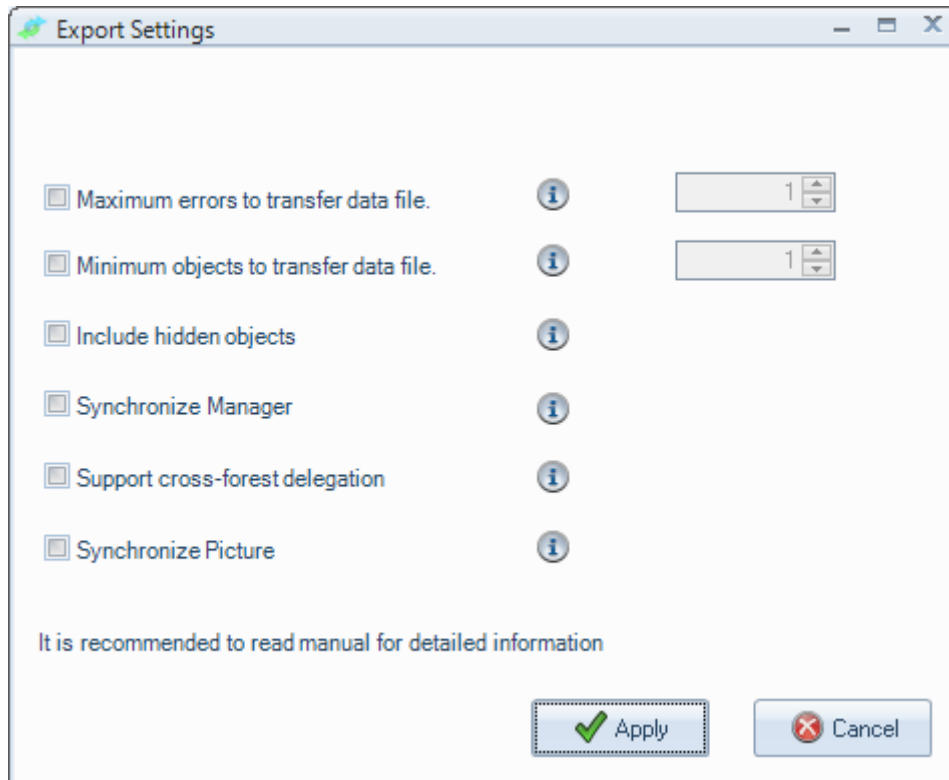 Export Settings
Maximum errors to transfer data file.
1
Minimum objects to transfer data file.
1
Include hidden objects
Synchronize Manager
Support cross-forest delegation
Synchronize Picture
It is recommended to read manual for detailed information
Apply
Cancel